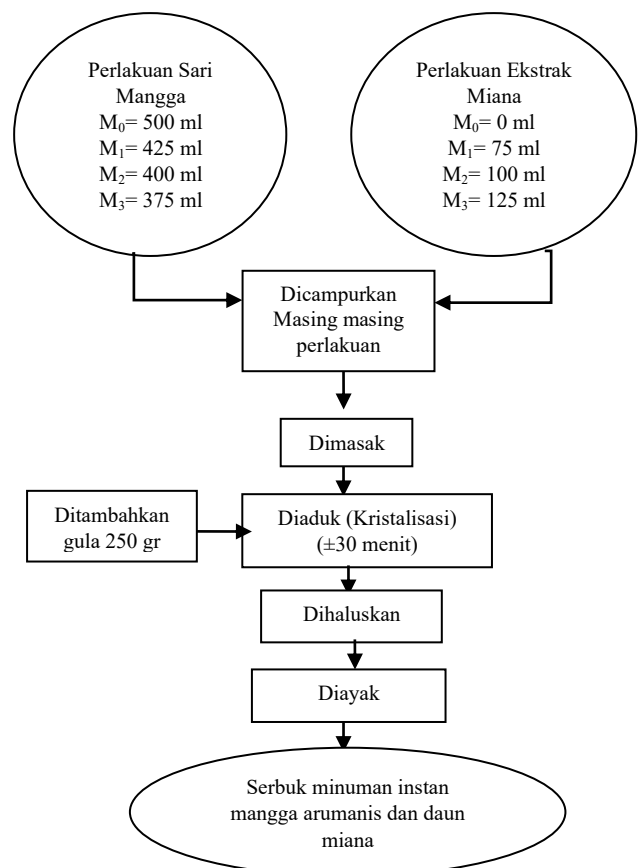 Perlakuan Sari
Mangga
M₀= 500 ml
M₁= 425 ml
M₂= 400 ml
M₃= 375 ml
Perlakuan Ekstrak
Miana
M₀= 0 ml
M₁= 75 ml
M₂= 100 ml
M₃= 125 ml
Dicampurkan
Masing masing
perlakuan
Dimasak
Ditambahkan
gula 250 gr
Diaduk (Kristalisasi)
(±30 menit)
Dihaluskan
Diayak
Serbuk minuman instan
mangga arumanis dan daun
miana